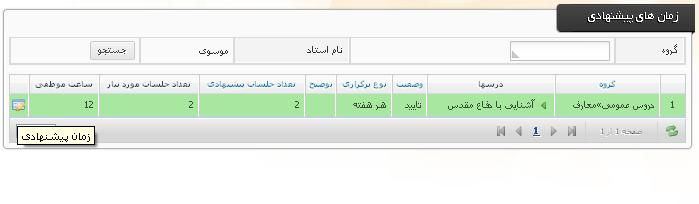 زمان های پیشنهادی
گروه نام استاد موسوی جستجو
گروه درسها وضعیت نوع برگزاری توضیح تعداد جلسات پیشنهادی تعداد جلسات مورد نیاز ساعت موظفی
1 دروس عمومی»معارف آشنایی با دفاع مقدس تایید هر هفته 2 2 12
صفحه 1 از 1 1
زمان پیشنهادی